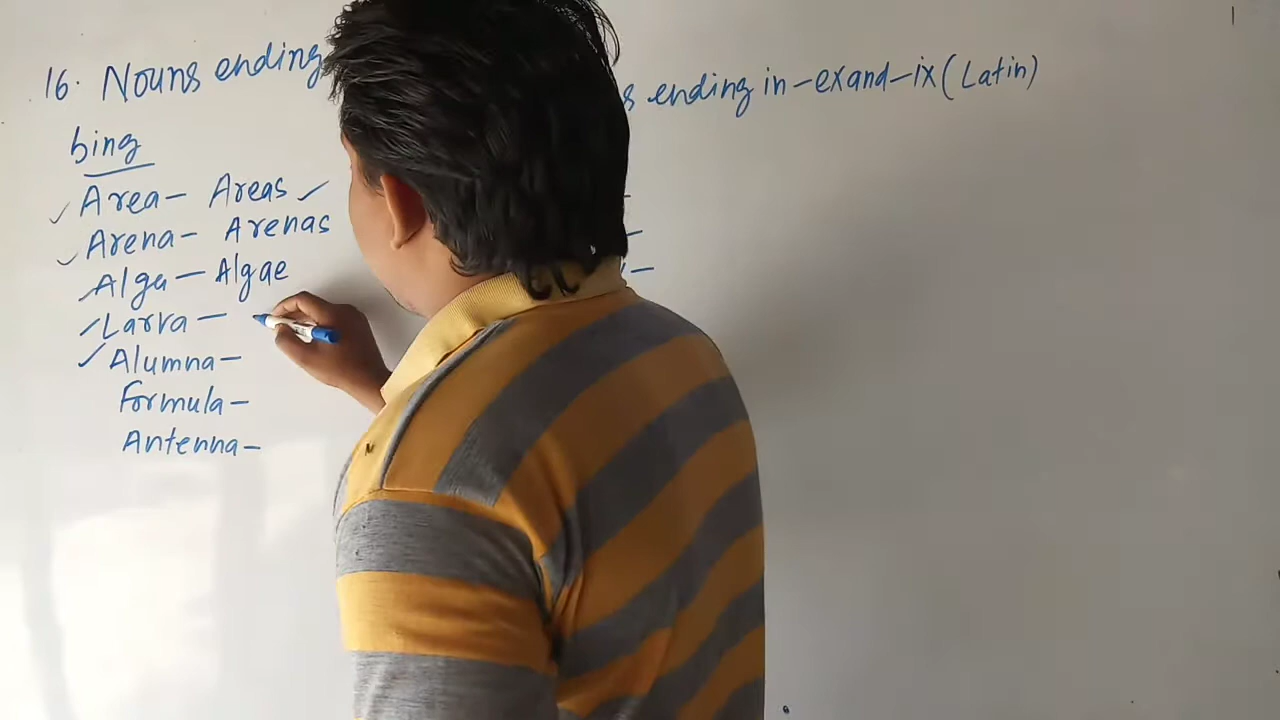 16. Nouns ending
bing
Area - Areas
Arena - Arenas
Alga - Algae
Larva -
Alumna -
Formula -
Antenna -
s ending in -ex and -ix (Latin)